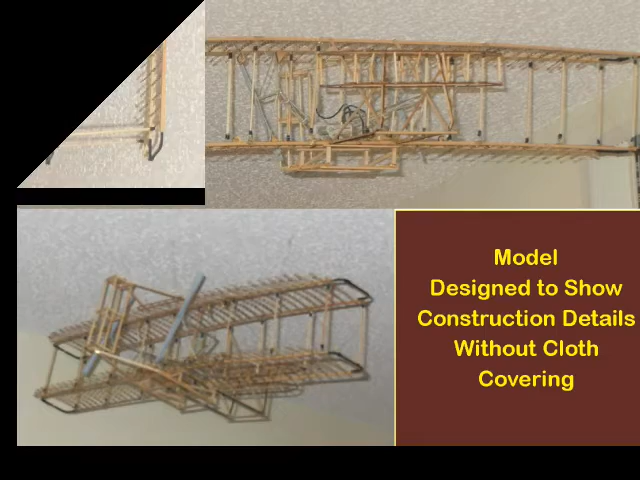 Model
Designed to Show
Construction Details
Without Cloth
Covering